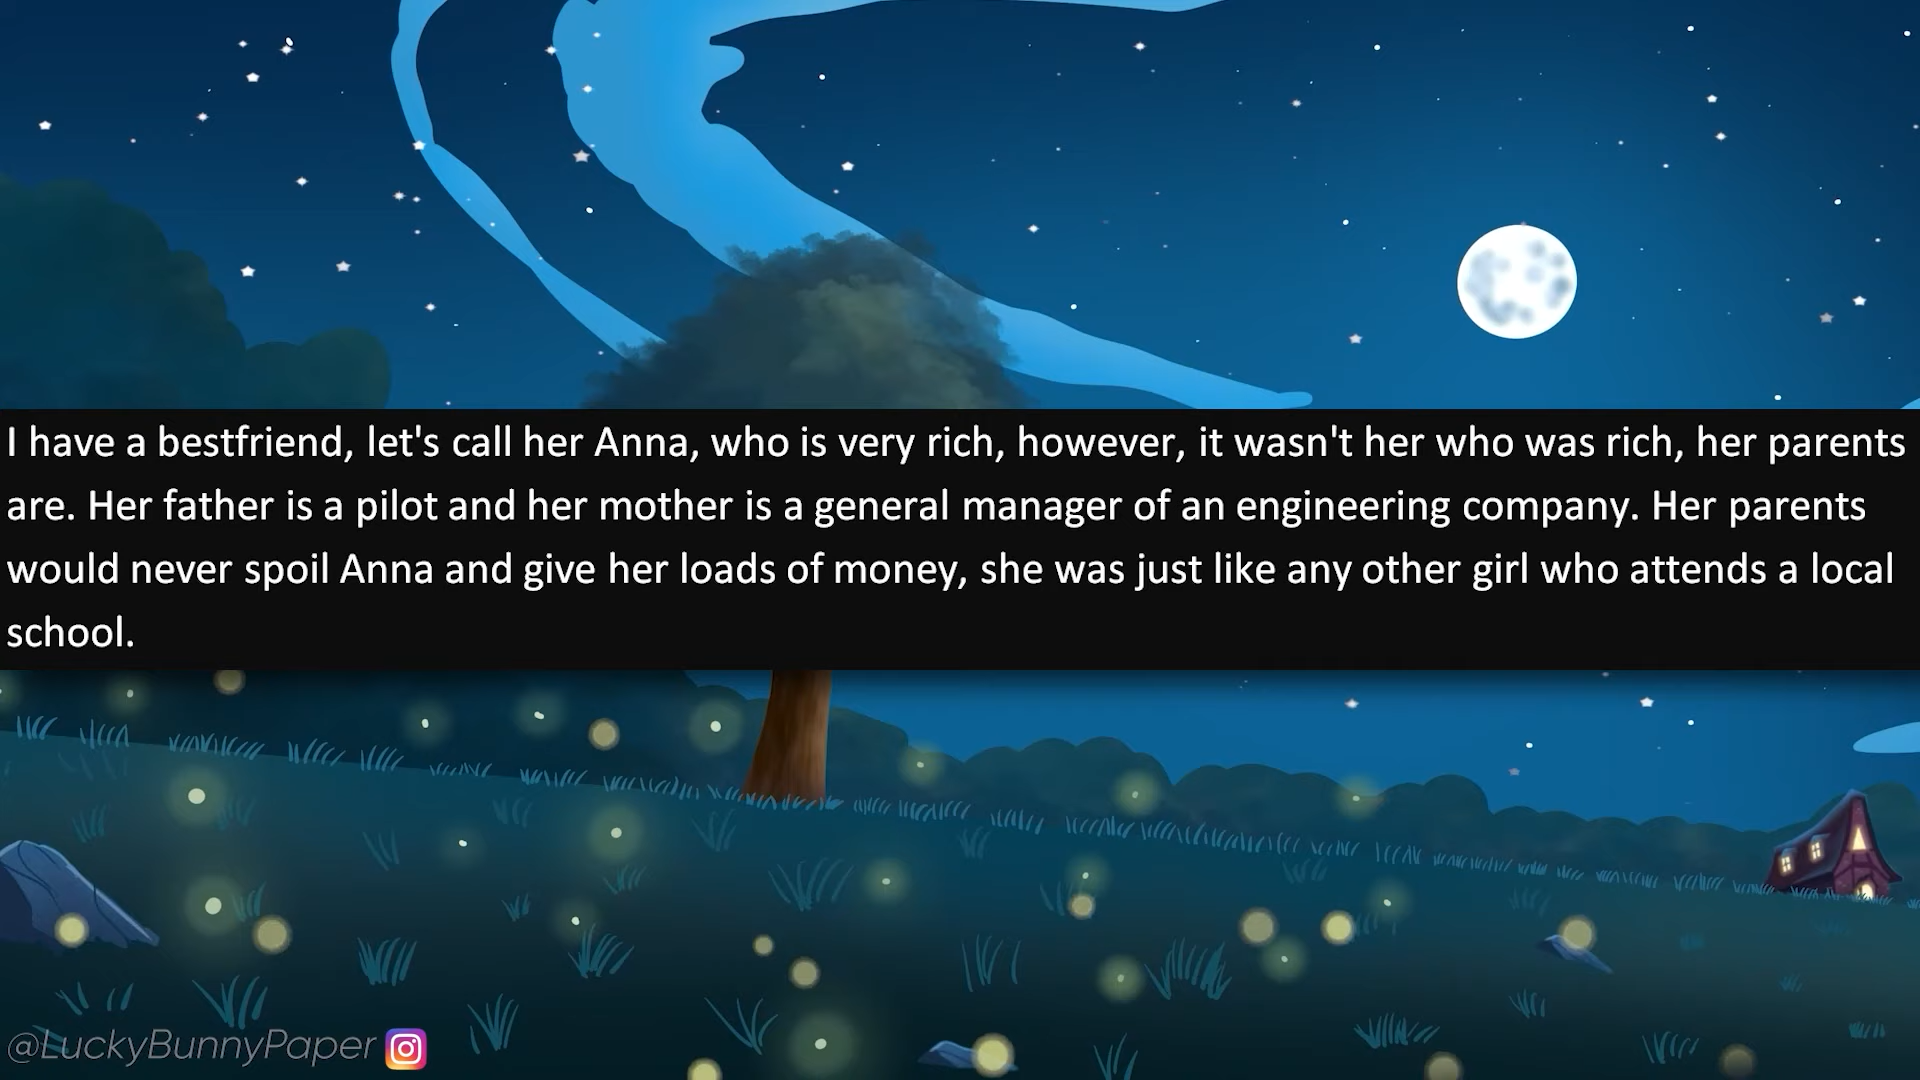 I have a bestfriend, let's call her Anna, who is very rich, however, it wasn't her who was rich, her parents
are. Her father is a pilot and her mother is a general manager of an engineering company. Her parents
would never spoil Anna and give her loads of money, she was just like any other girl who attends a local
school.
@LuckyBunnyPaper